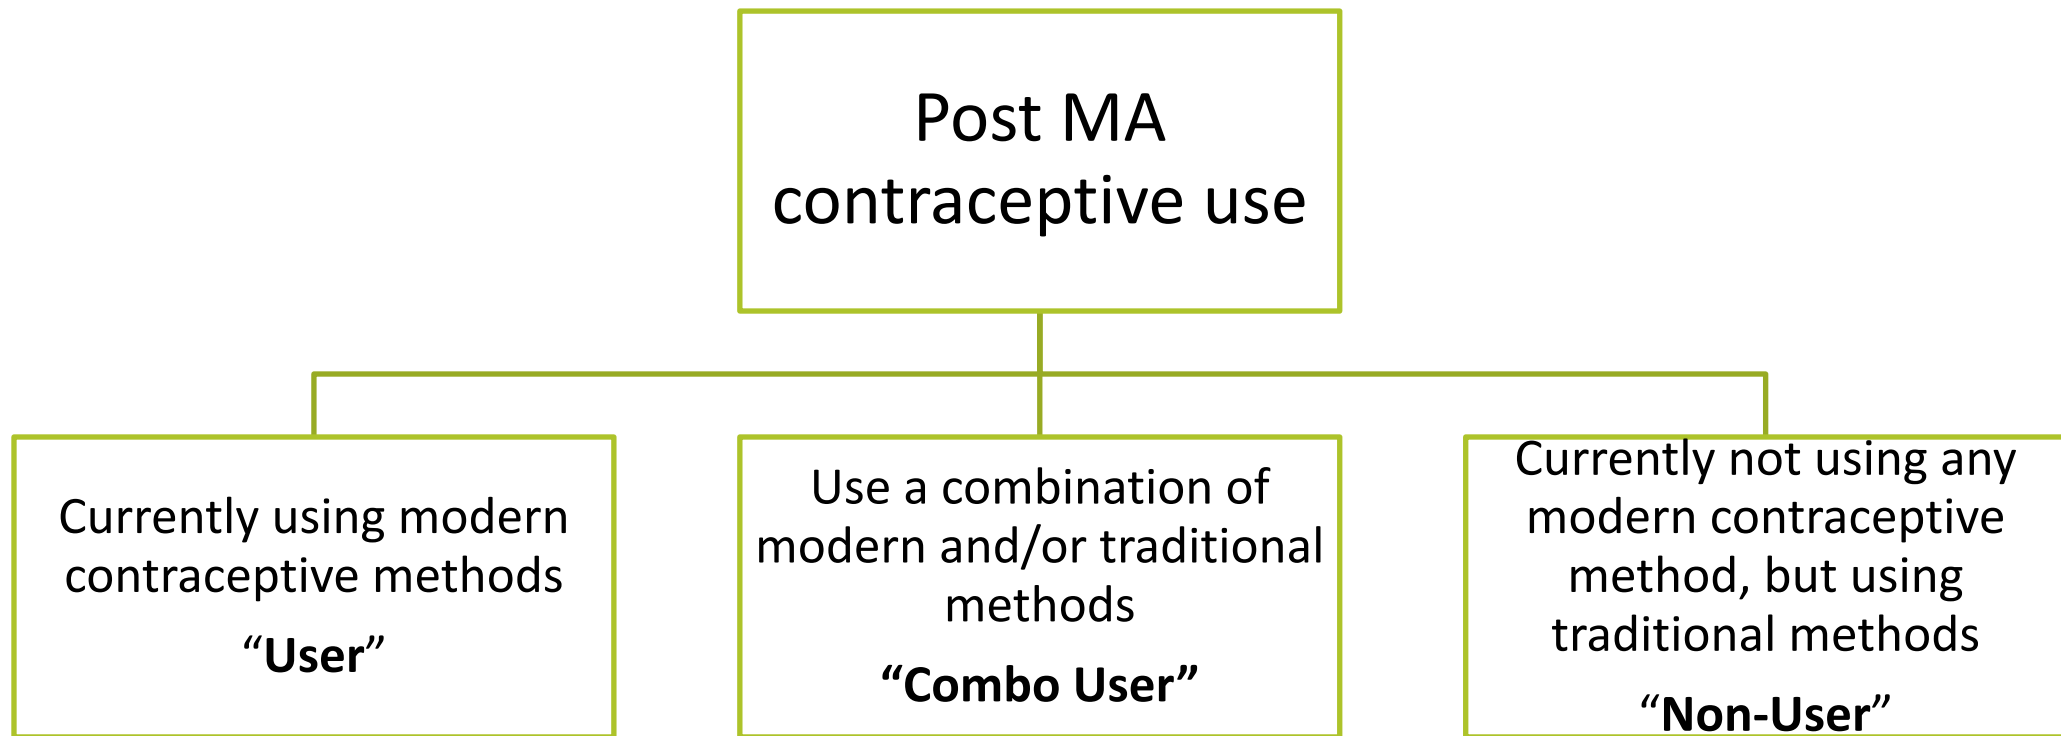 Post MA
contraceptive use
Currently using modern
contraceptive methods
“User”
Use a combination of
modern and/or traditional
methods
“Combo User”
Currently not using any
modern contraceptive
method, but using
traditional methods
“Non-User”